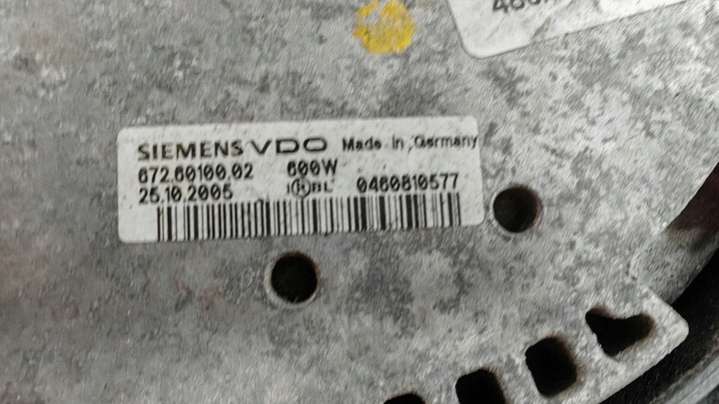 SIEMENS VDO Made in Germany
672.60100.02 600W
25.10.2005 0460810577